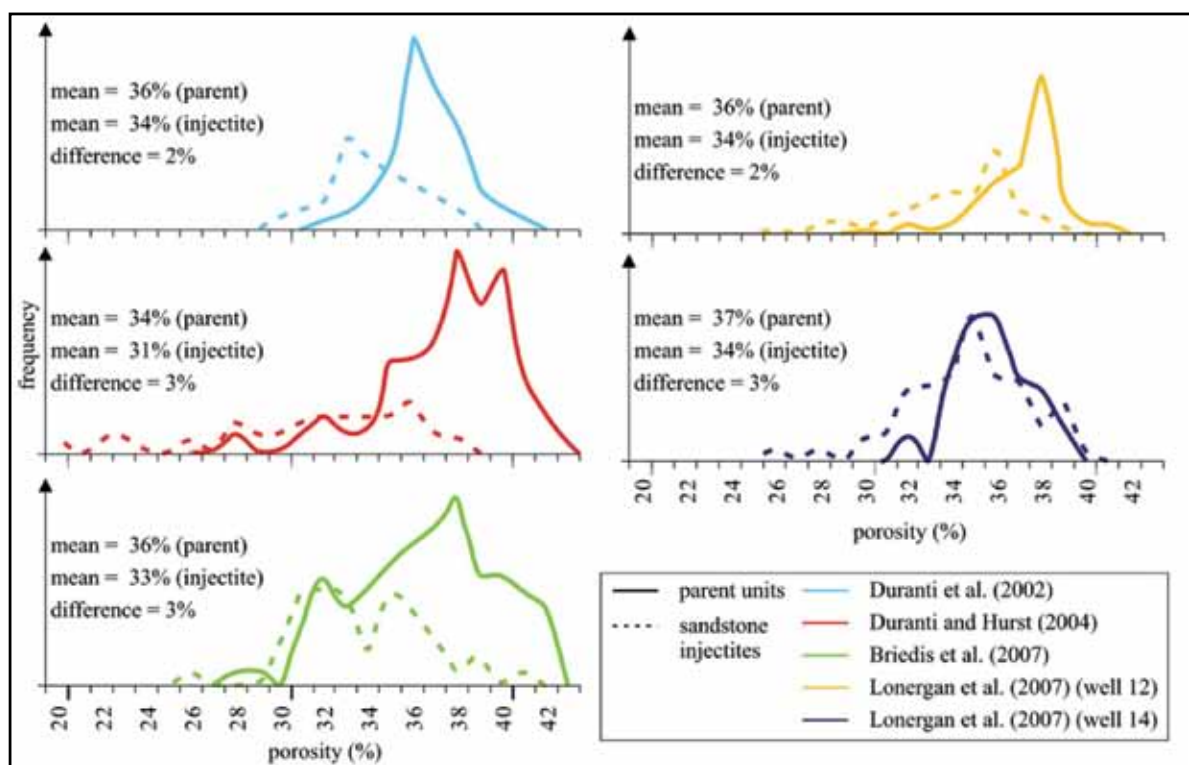 mean = 36% (parent)
mean = 34% (injectite)
difference = 2%
mean = 34% (parent)
mean = 31% (injectite)
difference = 3%
frequency
mean = 36% (parent)
mean = 33% (injectite)
difference = 3%
20 22 24 26 28 30 32 34 36 38 40 42
porosity (%)
mean = 36% (parent)
mean = 34% (injectite)
difference = 2%
mean = 37% (parent)
mean = 34% (injectite)
difference = 3%
20 22 24 26 28 30 32 34 36 38 40 42
porosity (%)
parent units
sandstone
injectites
Duranti et al. (2002)
Duranti and Hurst (2004)
Briedis et al. (2007)
Lonergan et al. (2007) (well 12)
Lonergan et al. (2007) (well 14)